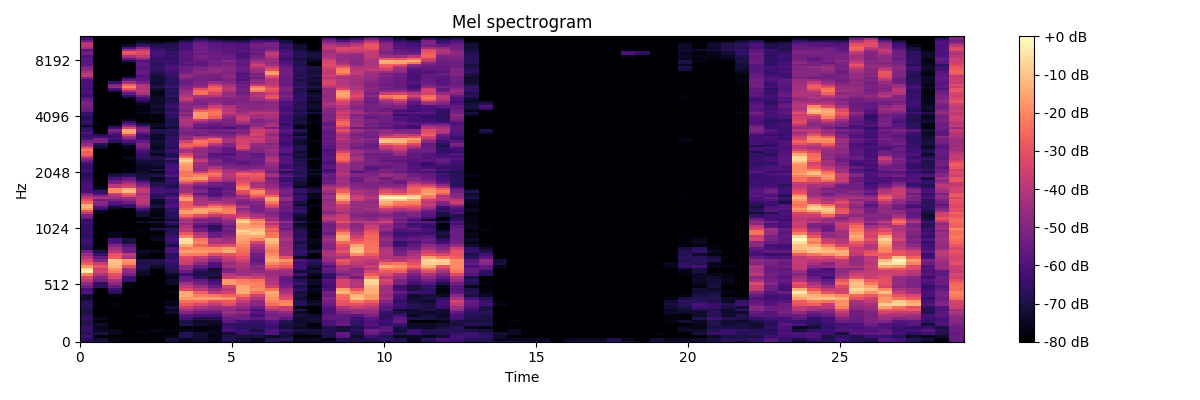 Mel spectrogram
8192
4096
2048
1024
512
0
Hz
0 5 10 15 20 25
Time
+0 dB
-10 dB
-20 dB
-30 dB
-40 dB
-50 dB
-60 dB
-70 dB
-80 dB